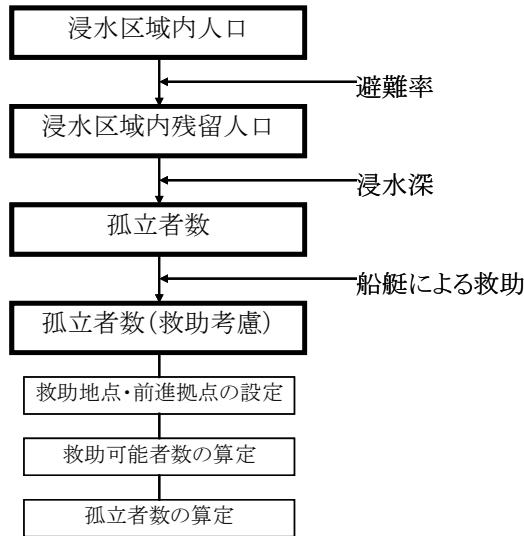 浸水区域内人口
避難率
浸水区域内残留人口
浸水深
孤立者数
船艇による救助
孤立者数(救助考慮)
救助地点・前進拠点の設定
救助可能者数の算定
孤立者数の算定